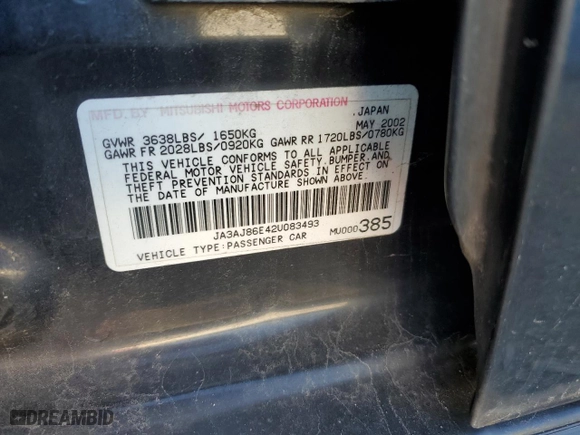 MFD.BY MITSUBISHI MOTORS CORPORATION, JAPAN
GVWR 3638LBS/ 1650KG MAY 2002
GAWR FR 2028LBS/0920KG GAWR RR 1720LBS/0780KG
THIS VEHICLE CONFORMS TO ALL APPLICABLE
FEDERAL MOTOR VEHICLE SAFETY,BUMPER,AND
THEFT PREVENTION STANDARDS IN EFFECT ON
THE DATE OF MANUFACTURE SHOWN ABOVE.
JA3AJ86E42U083493
VEHICLE TYPE:PASSENGER CAR MU000385
DREAMBID